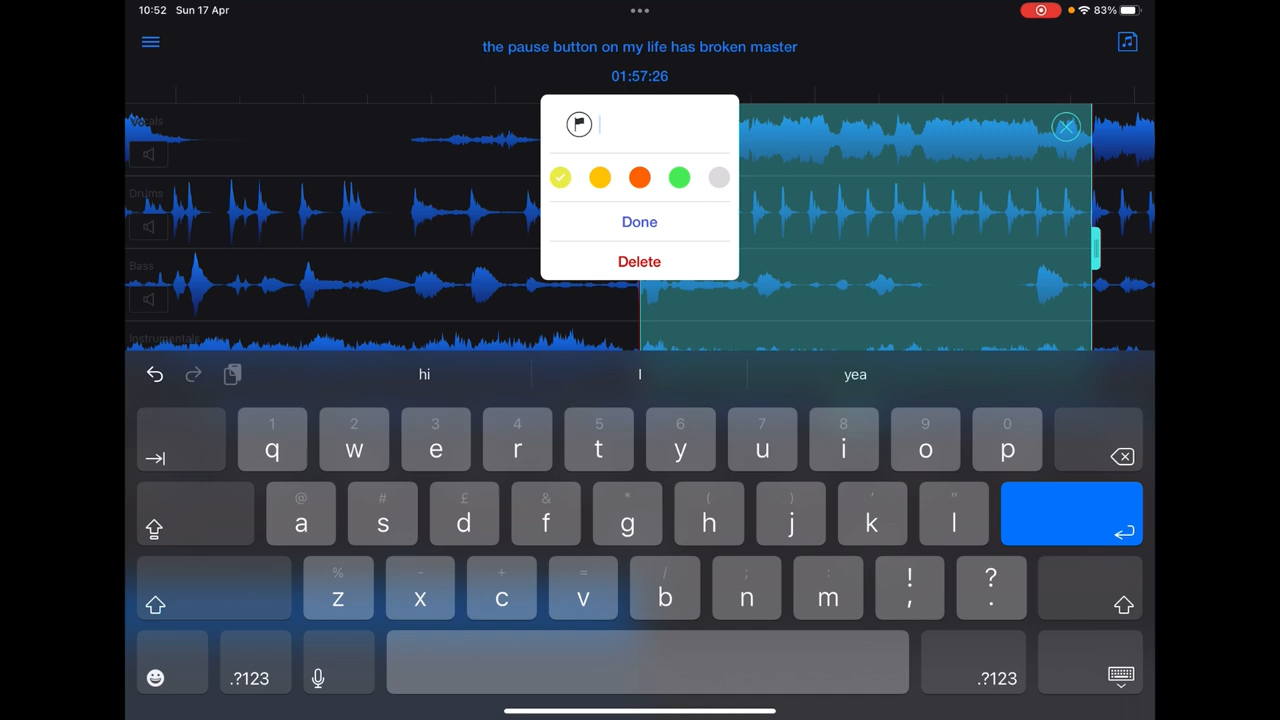 10:52 Sun 17 Apr
83%
the pause button on my life has broken master
01:57:26
Vocals
Drums
Bass
Instrumentals
Done
Delete
hi I yea
1 2 3 4 5 6 7 8 9 0
q w e r t y u i o p
@ # £ & * ( ) ' "
a s d f g h j k l
% - + = / ; : ! ?
z x c v b n m , .
.?123 .?123